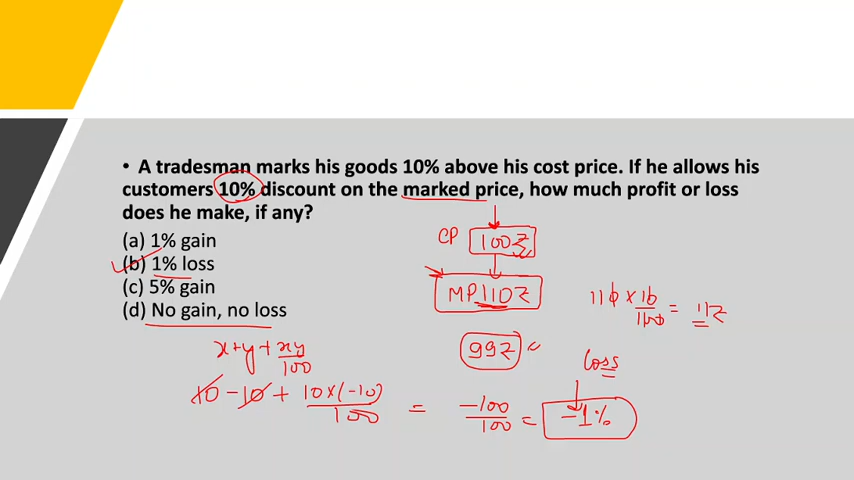 • A tradesman marks his goods 10% above his cost price. If he allows his
customers 10% discount on the marked price, how much profit or loss
does he make, if any?
(a) 1% gain
(b) 1% loss
(c) 5% gain
(d) No gain, no loss
CP 100₹
MP 110₹
110 × 10/100 = 11₹
99₹
loss
x+y+xy/100
10 - 10 + 10×(-10)/100 = -100/100 = -1%